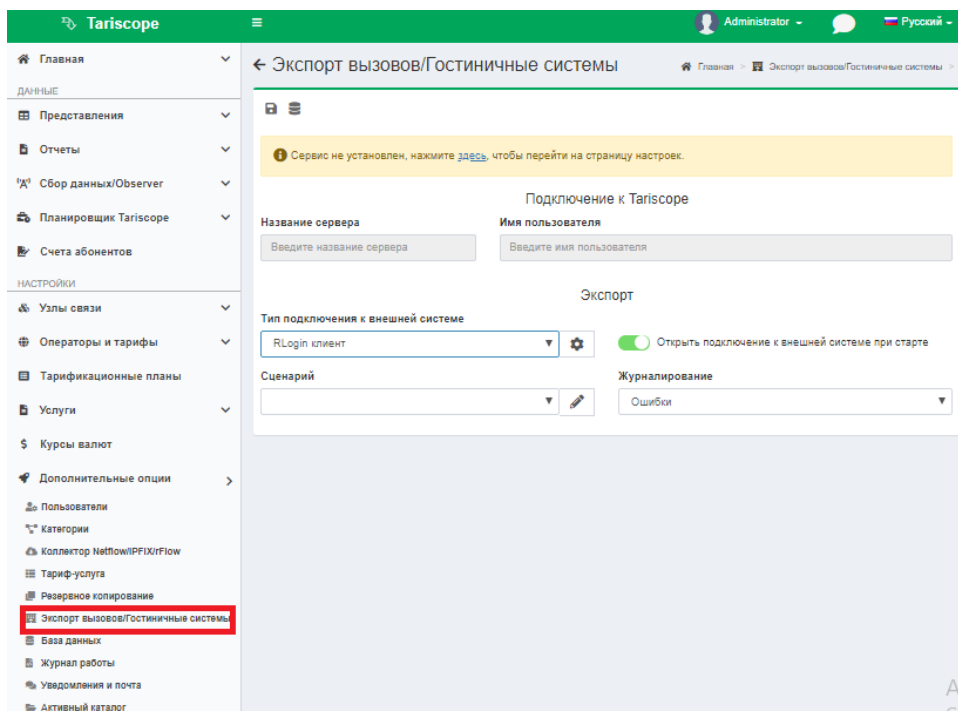 Tariscope
Administrator
Русский
Главная
ДАННЫЕ
Представления
Отчеты
Сбор данных/Observer
Планировщик Tariscope
Счета абонентов
НАСТРОЙКИ
Узлы связи
Операторы и тарифы
Тарификационные планы
Услуги
Курсы валют
Дополнительные опции
Пользователи
Категории
Коллектор Netflow/IPFIX/rFlow
Тариф-услуга
Резервное копирование
Экспорт вызовов/Гостиничные системы
База данных
Журнал работы
Уведомления и почта
Активный каталог
Экспорт вызовов/Гостиничные системы
Главная > Экспорт вызовов/Гостиничные системы >
Сервис не установлен, нажмите здесь, чтобы перейти на страницу настроек.
Подключение к Tariscope
Название сервера
Имя пользователя
Введите название сервера
Введите имя пользователя
Экспорт
Тип подключения к внешней системе
RLogin клиент
Открыть подключение к внешней системе при старте
Сценарий
Журналирование
Ошибки